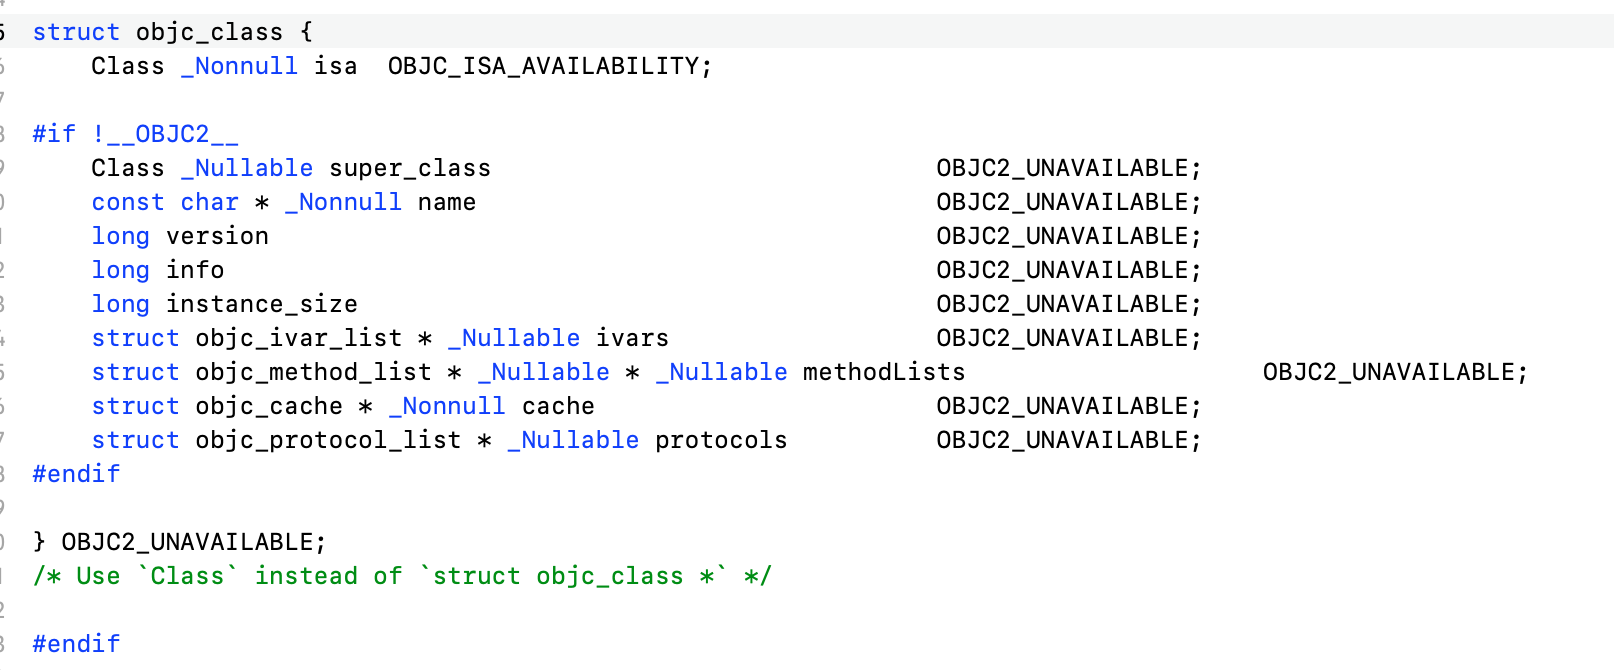 struct objc_class {
    Class _Nonnull isa  OBJC_ISA_AVAILABILITY;

#if !__OBJC2__
    Class _Nullable super_class                              OBJC2_UNAVAILABLE;
    const char * _Nonnull name                               OBJC2_UNAVAILABLE;
    long version                                             OBJC2_UNAVAILABLE;
    long info                                                OBJC2_UNAVAILABLE;
    long instance_size                                       OBJC2_UNAVAILABLE;
    struct objc_ivar_list * _Nullable ivars                  OBJC2_UNAVAILABLE;
    struct objc_method_list * _Nullable * _Nullable methodLists                    OBJC2_UNAVAILABLE;
    struct objc_cache * _Nonnull cache                       OBJC2_UNAVAILABLE;
    struct objc_protocol_list * _Nullable protocols          OBJC2_UNAVAILABLE;
#endif

} OBJC2_UNAVAILABLE;
/* Use `Class` instead of `struct objc_class *` */

#endif